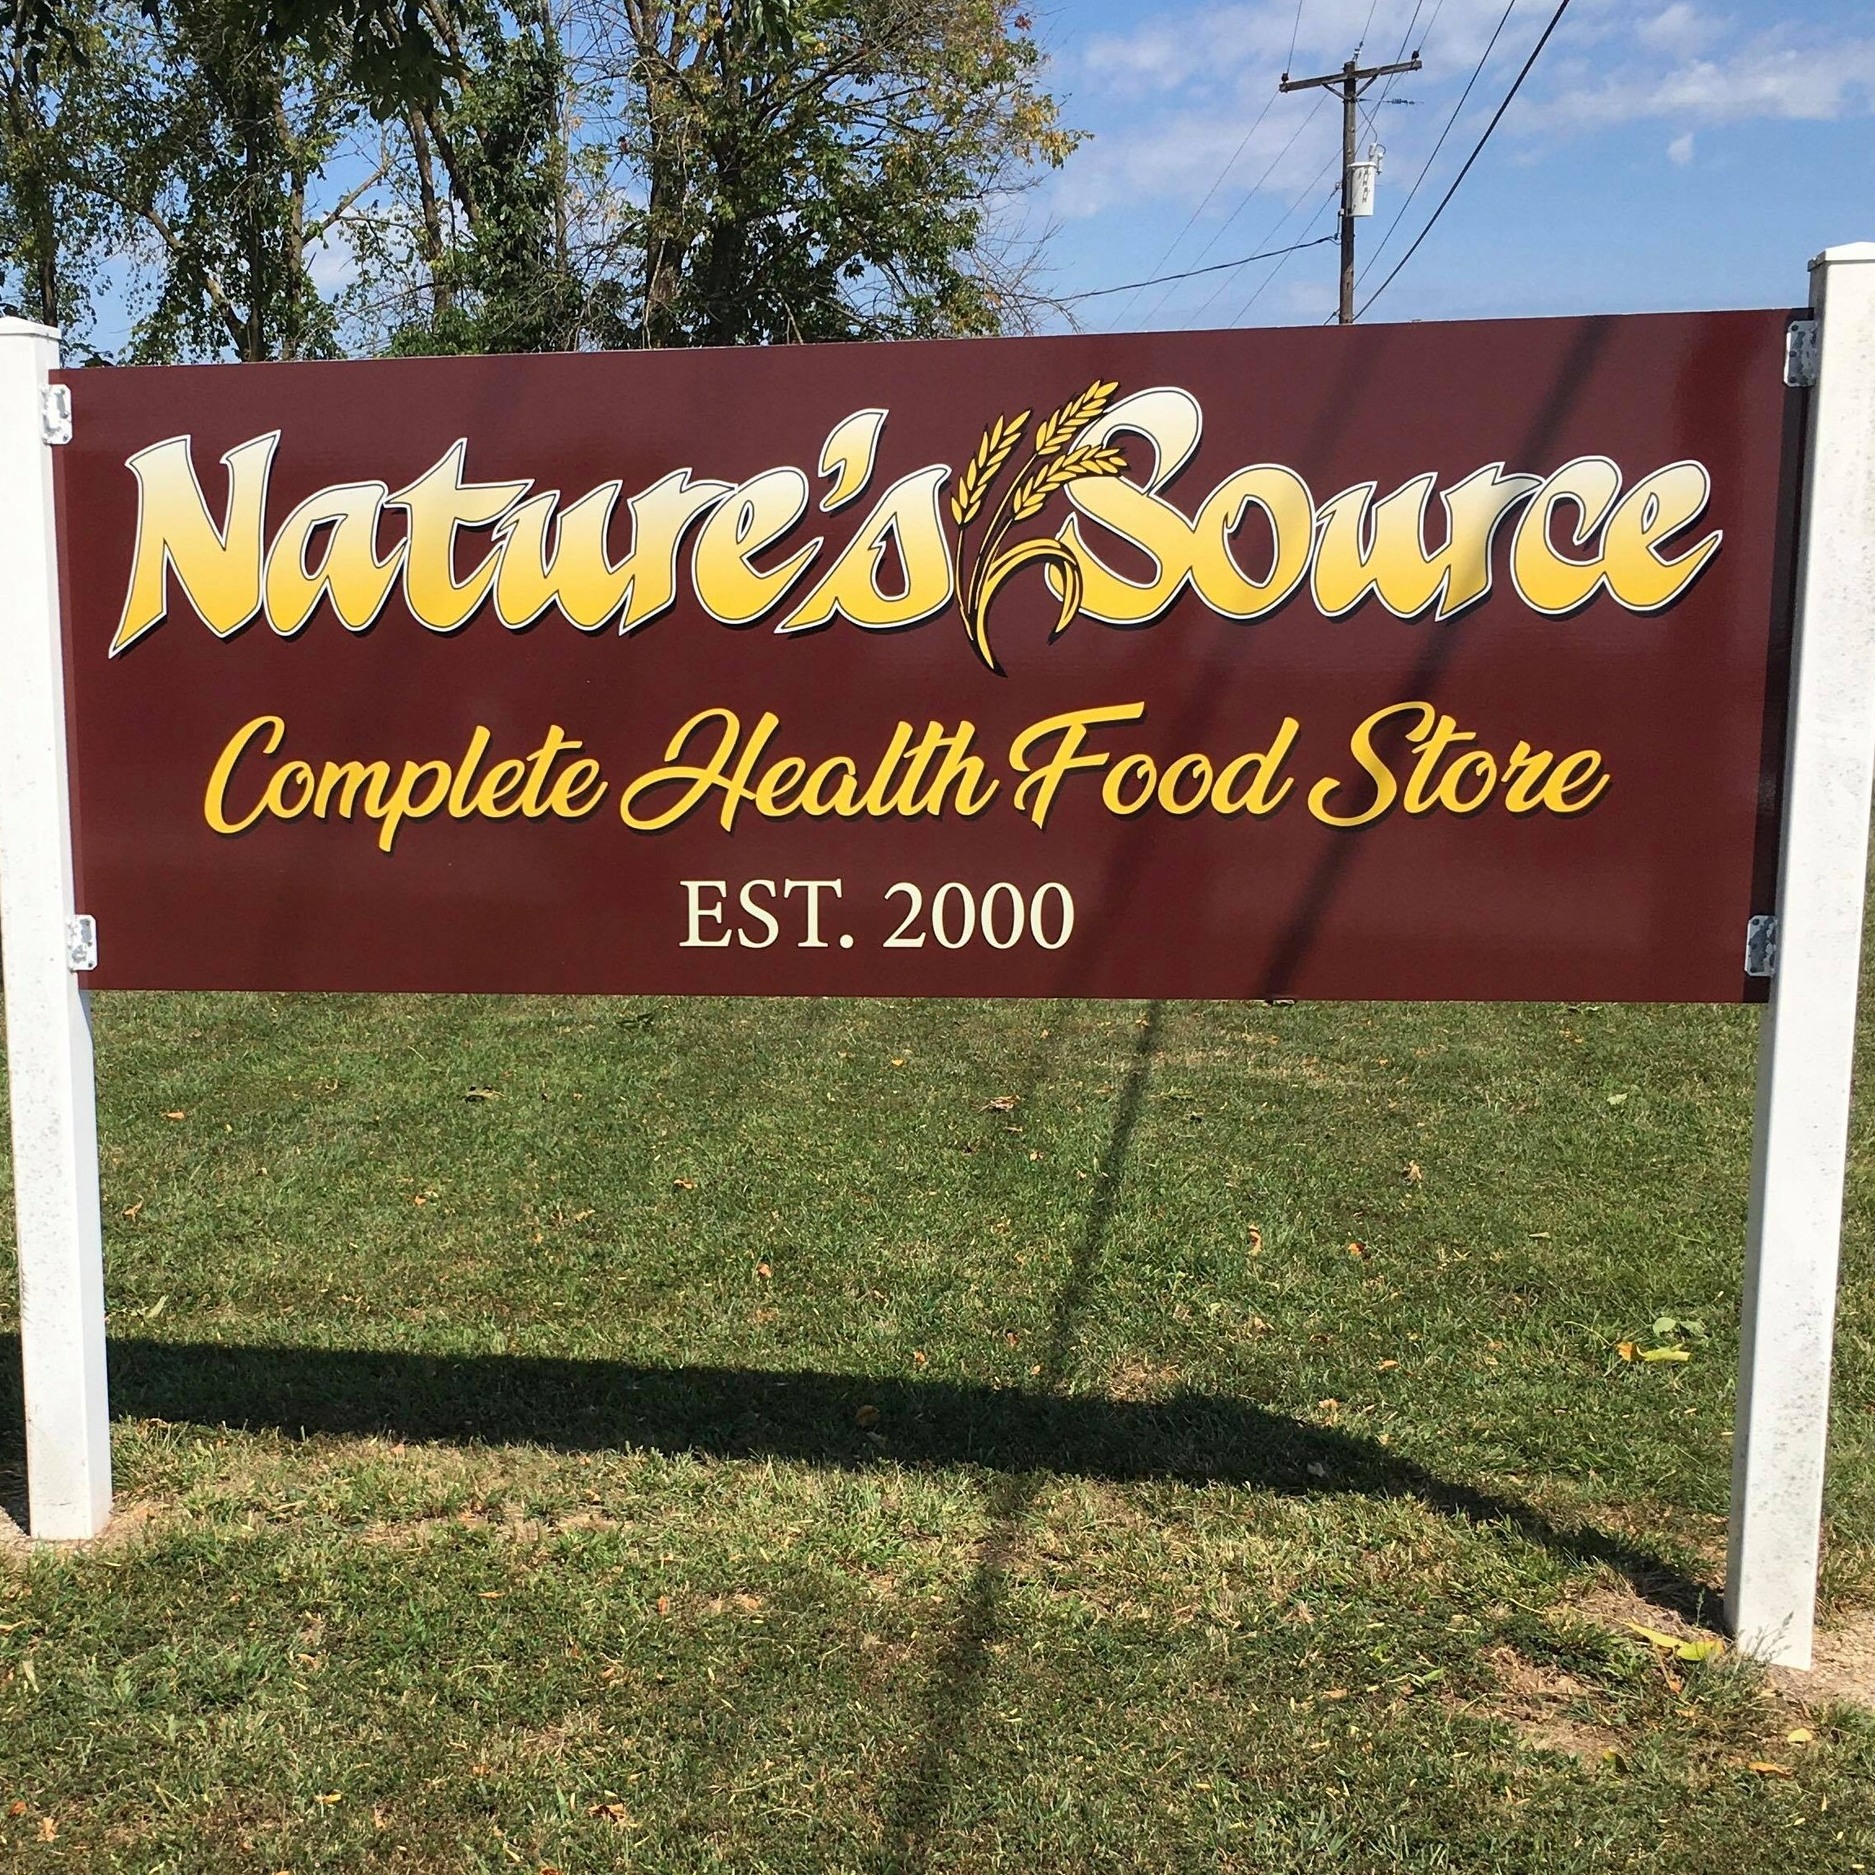 Nature's Source
Complete Health Food Store
EST. 2000